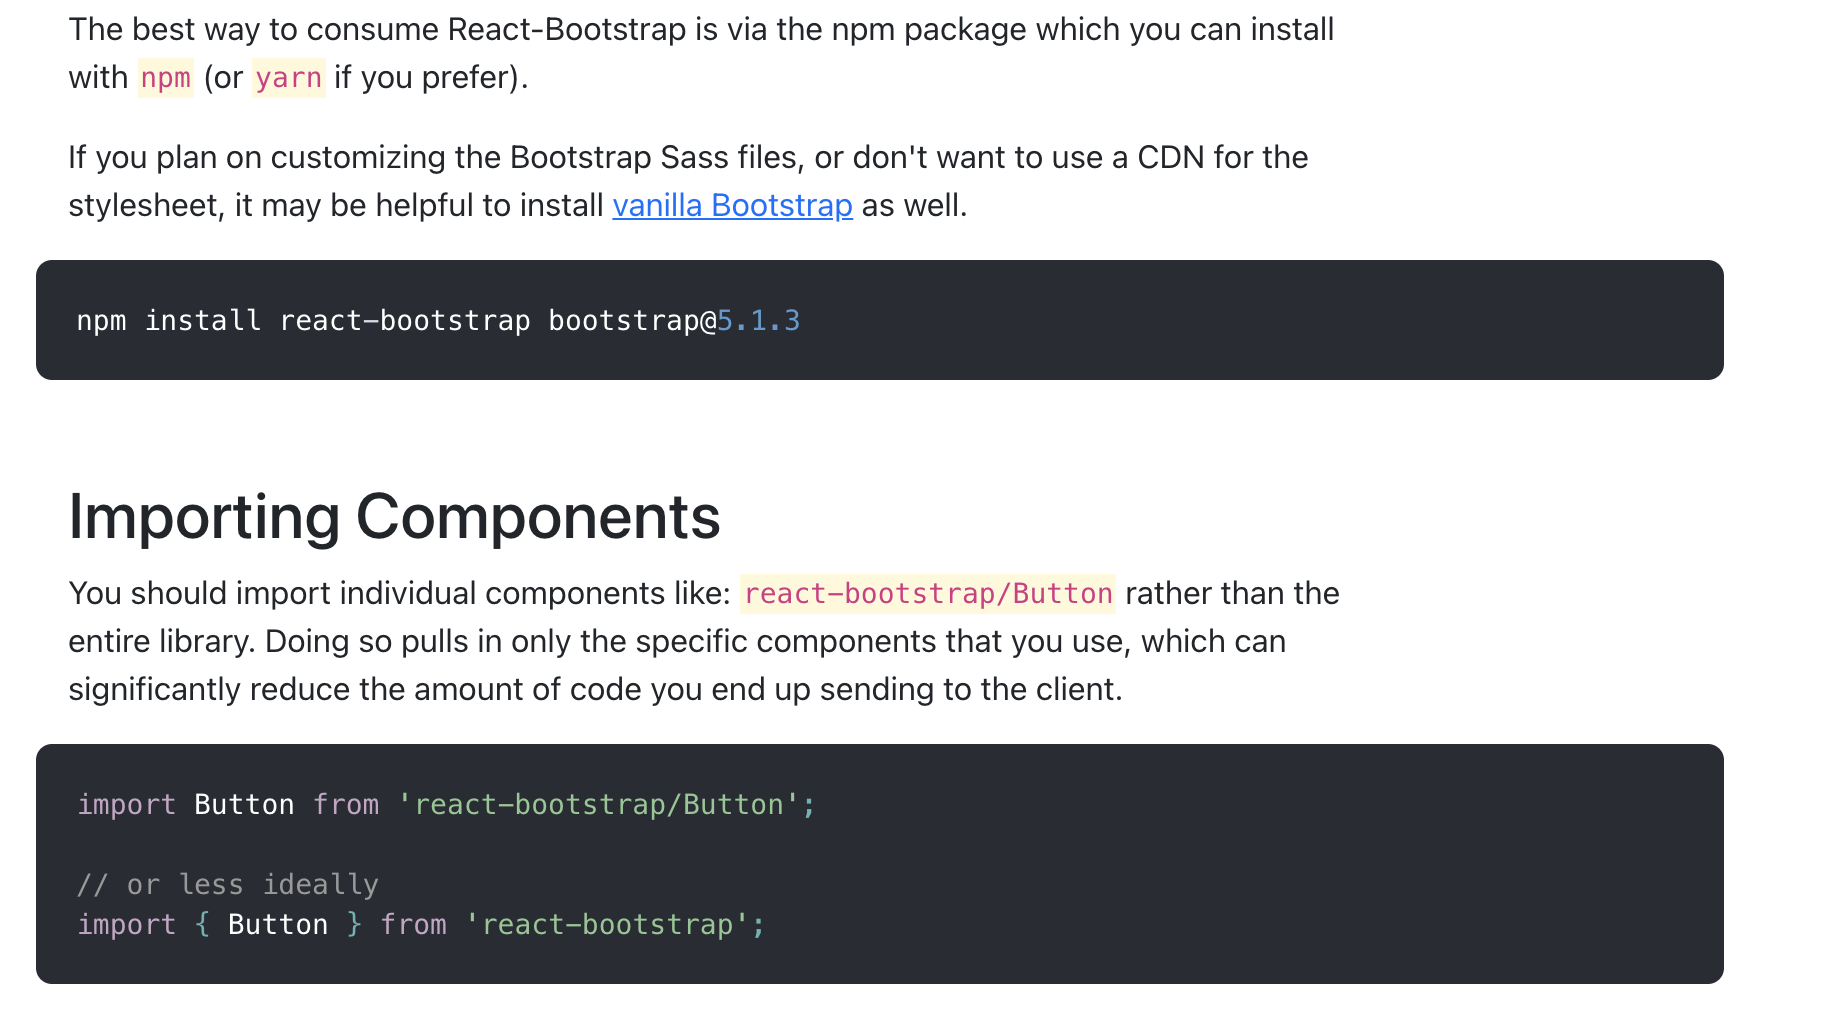 The best way to consume React-Bootstrap is via the npm package which you can install
with npm (or yarn if you prefer).
If you plan on customizing the Bootstrap Sass files, or don't want to use a CDN for the
stylesheet, it may be helpful to install vanilla Bootstrap as well.
npm install react-bootstrap bootstrap@5.1.3
Importing Components
You should import individual components like: react-bootstrap/Button rather than the
entire library. Doing so pulls in only the specific components that you use, which can
significantly reduce the amount of code you end up sending to the client.
import Button from 'react-bootstrap/Button';
// or less ideally
import { Button } from 'react-bootstrap';